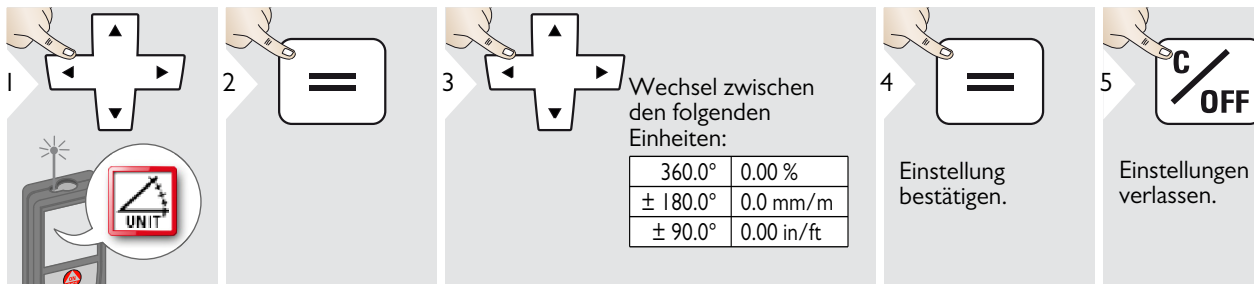 1
UNIT
ON
2
3
Wechsel zwischen
den folgenden
Einheiten:
360.0° 0.00 %
± 180.0° 0.0 mm/m
± 90.0° 0.00 in/ft
4
Einstellung
bestätigen.
5
C/OFF
Einstellungen
verlassen.